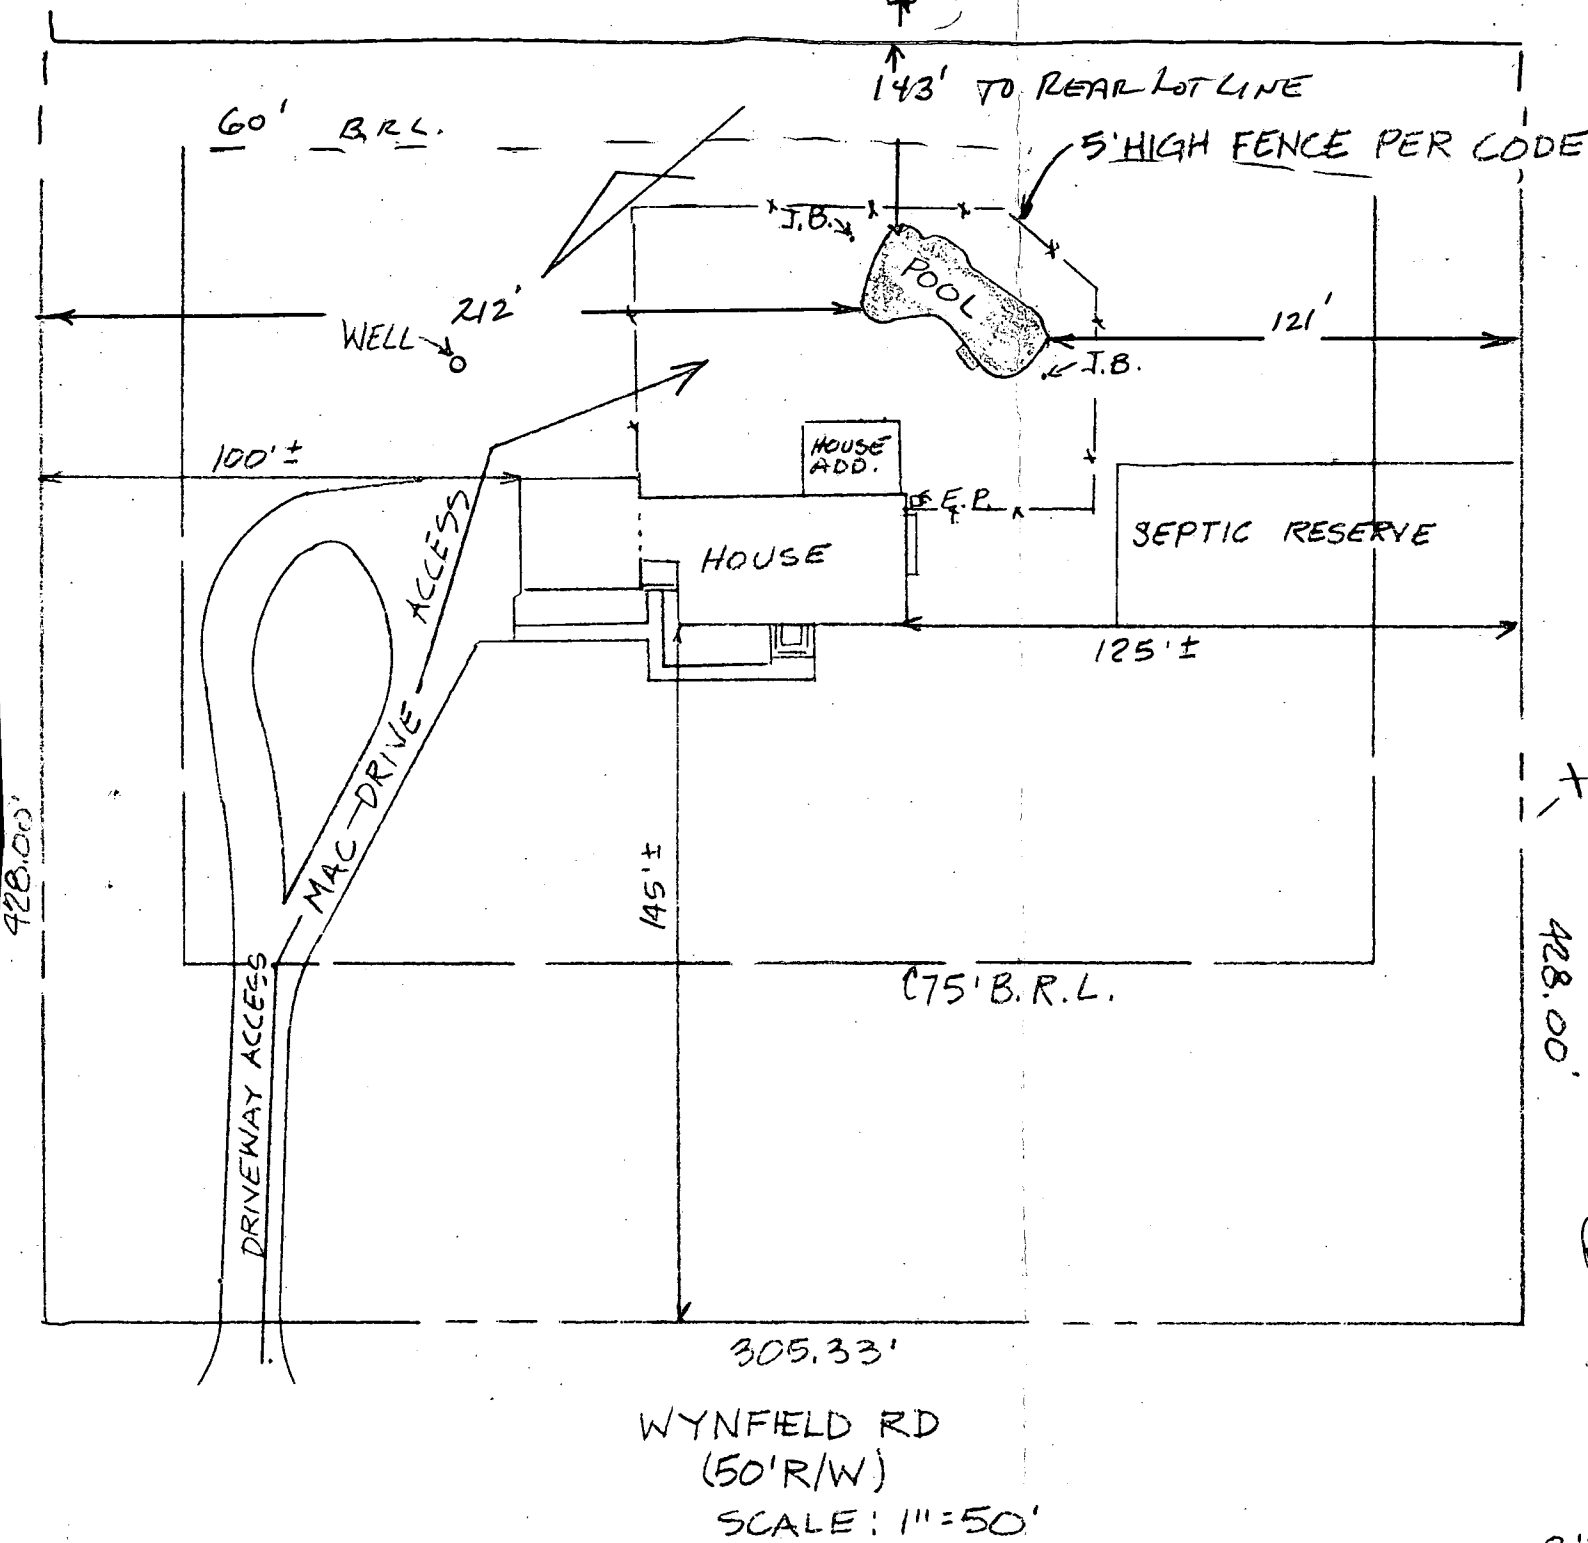 143' TO REAR LOT LINE
60' B.R.L.
5' HIGH FENCE PER CODE
J.B.
POOL
212'
121'
WELL
J.B.
100'±
HOUSE
ADD.
E.P.
SEPTIC RESERVE
HOUSE
125'±
MAC-DRIVE ACCESS
145'±
428.00'
428.00'
75' B.R.L.
DRIVEWAY ACCESS
305.33'
WYNFIELD RD
(50' R/W)
SCALE: 1"=50'